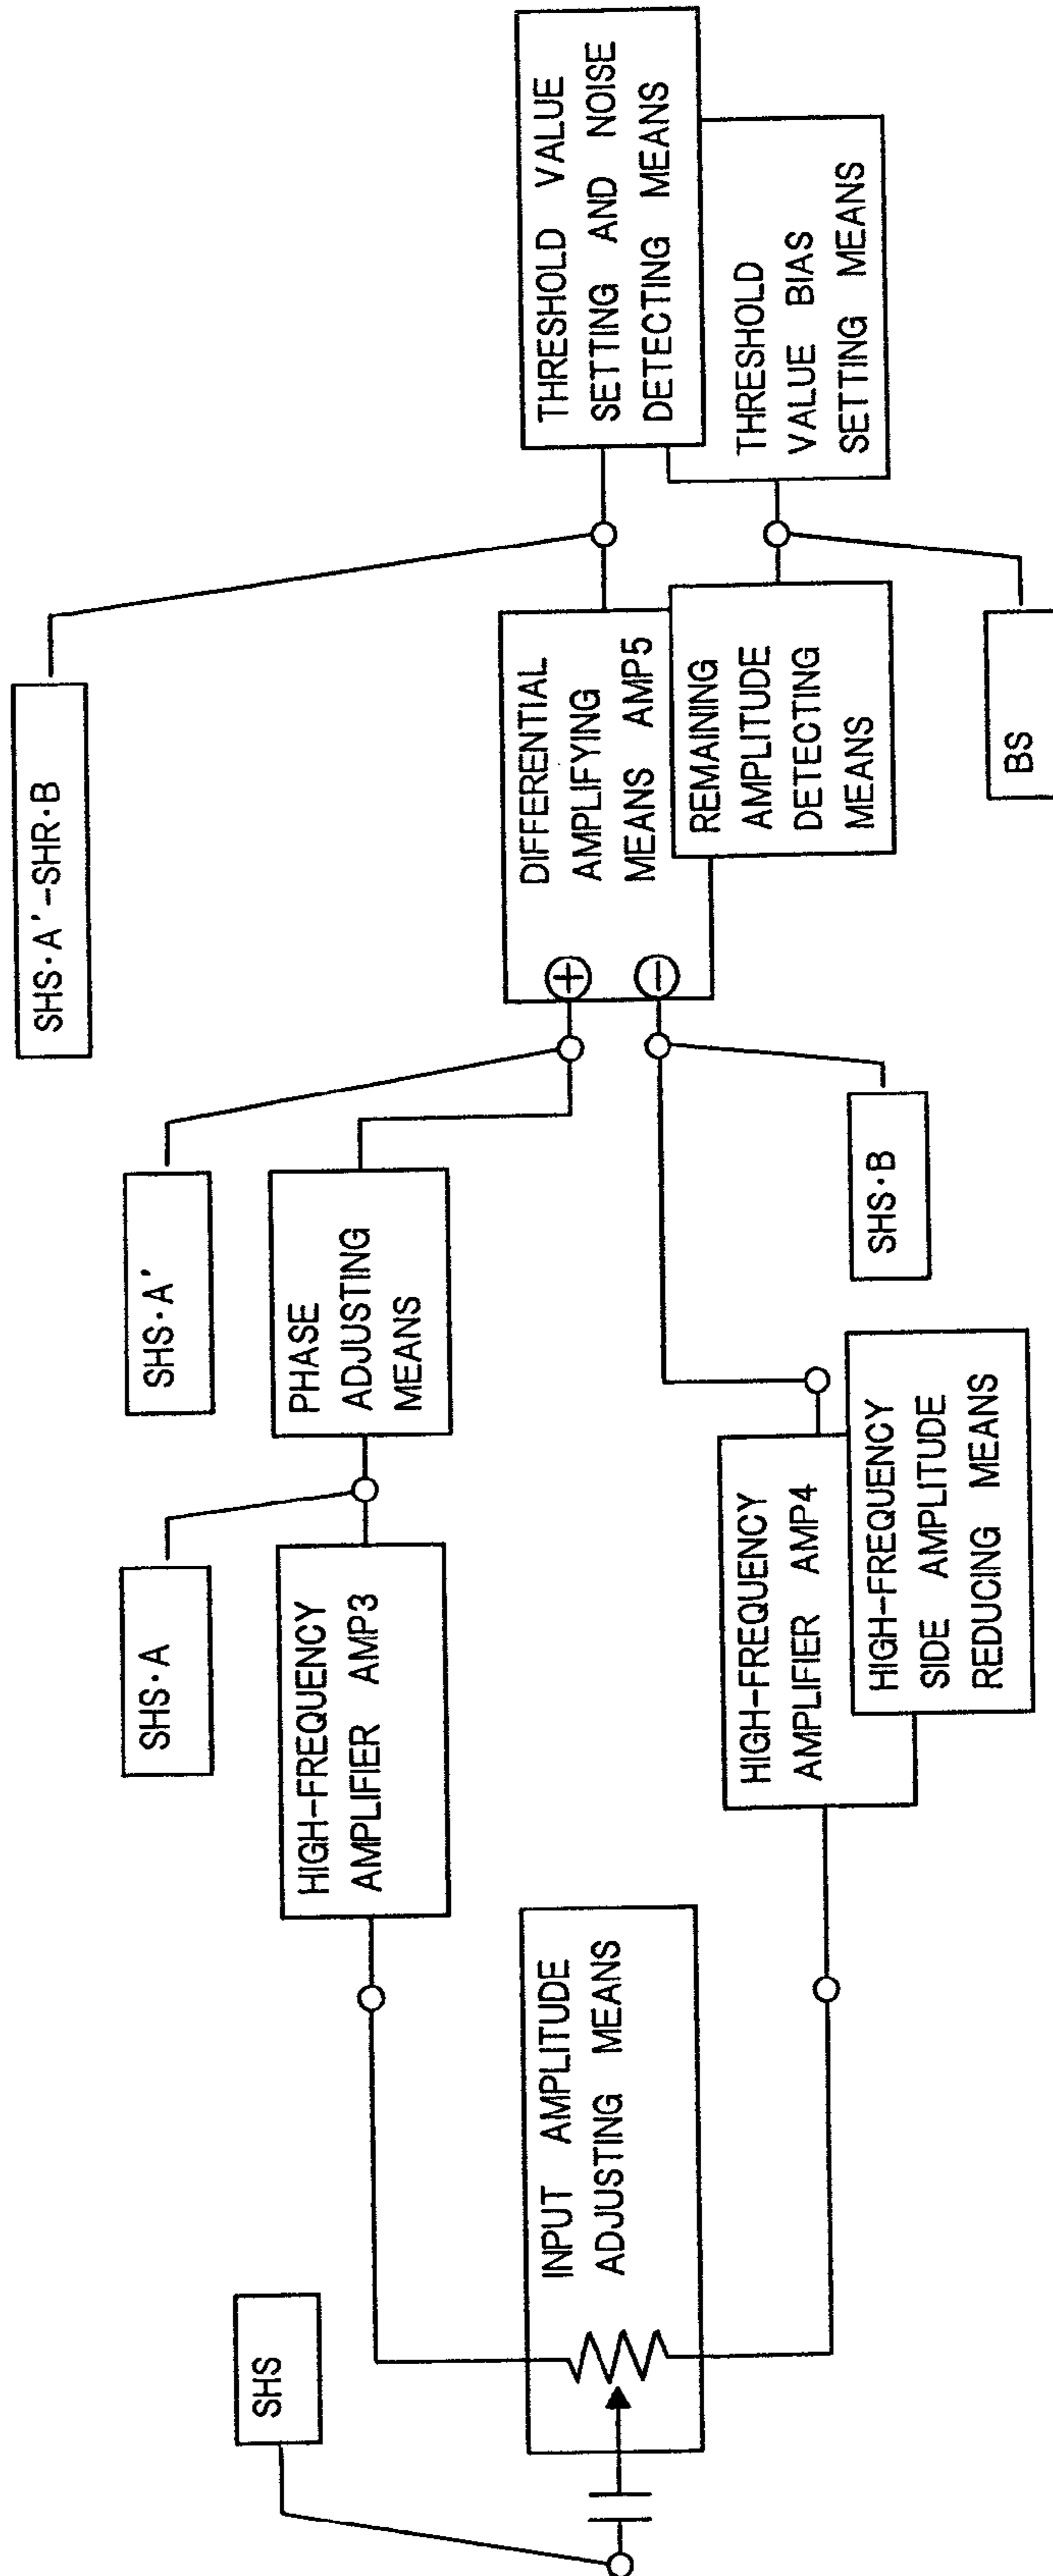 SHS
INPUT AMPLITUDE
ADJUSTING MEANS
HIGH-FREQUENCY
AMPLIFIER AMP3
SHS·A
PHASE
ADJUSTING
MEANS
SHS·A'
HIGH-FREQUENCY
AMPLIFIER AMP4
HIGH-FREQUENCY
SIDE AMPLITUDE
REDUCING MEANS
SHS·B
+
−
DIFFERENTIAL
AMPLIFYING
MEANS AMP5
REMAINING
AMPLITUDE
DETECTING
MEANS
SHS·A'-SHR·B
BS
THRESHOLD VALUE
SETTING AND NOISE
DETECTING MEANS
THRESHOLD
VALUE BIAS
SETTING MEANS